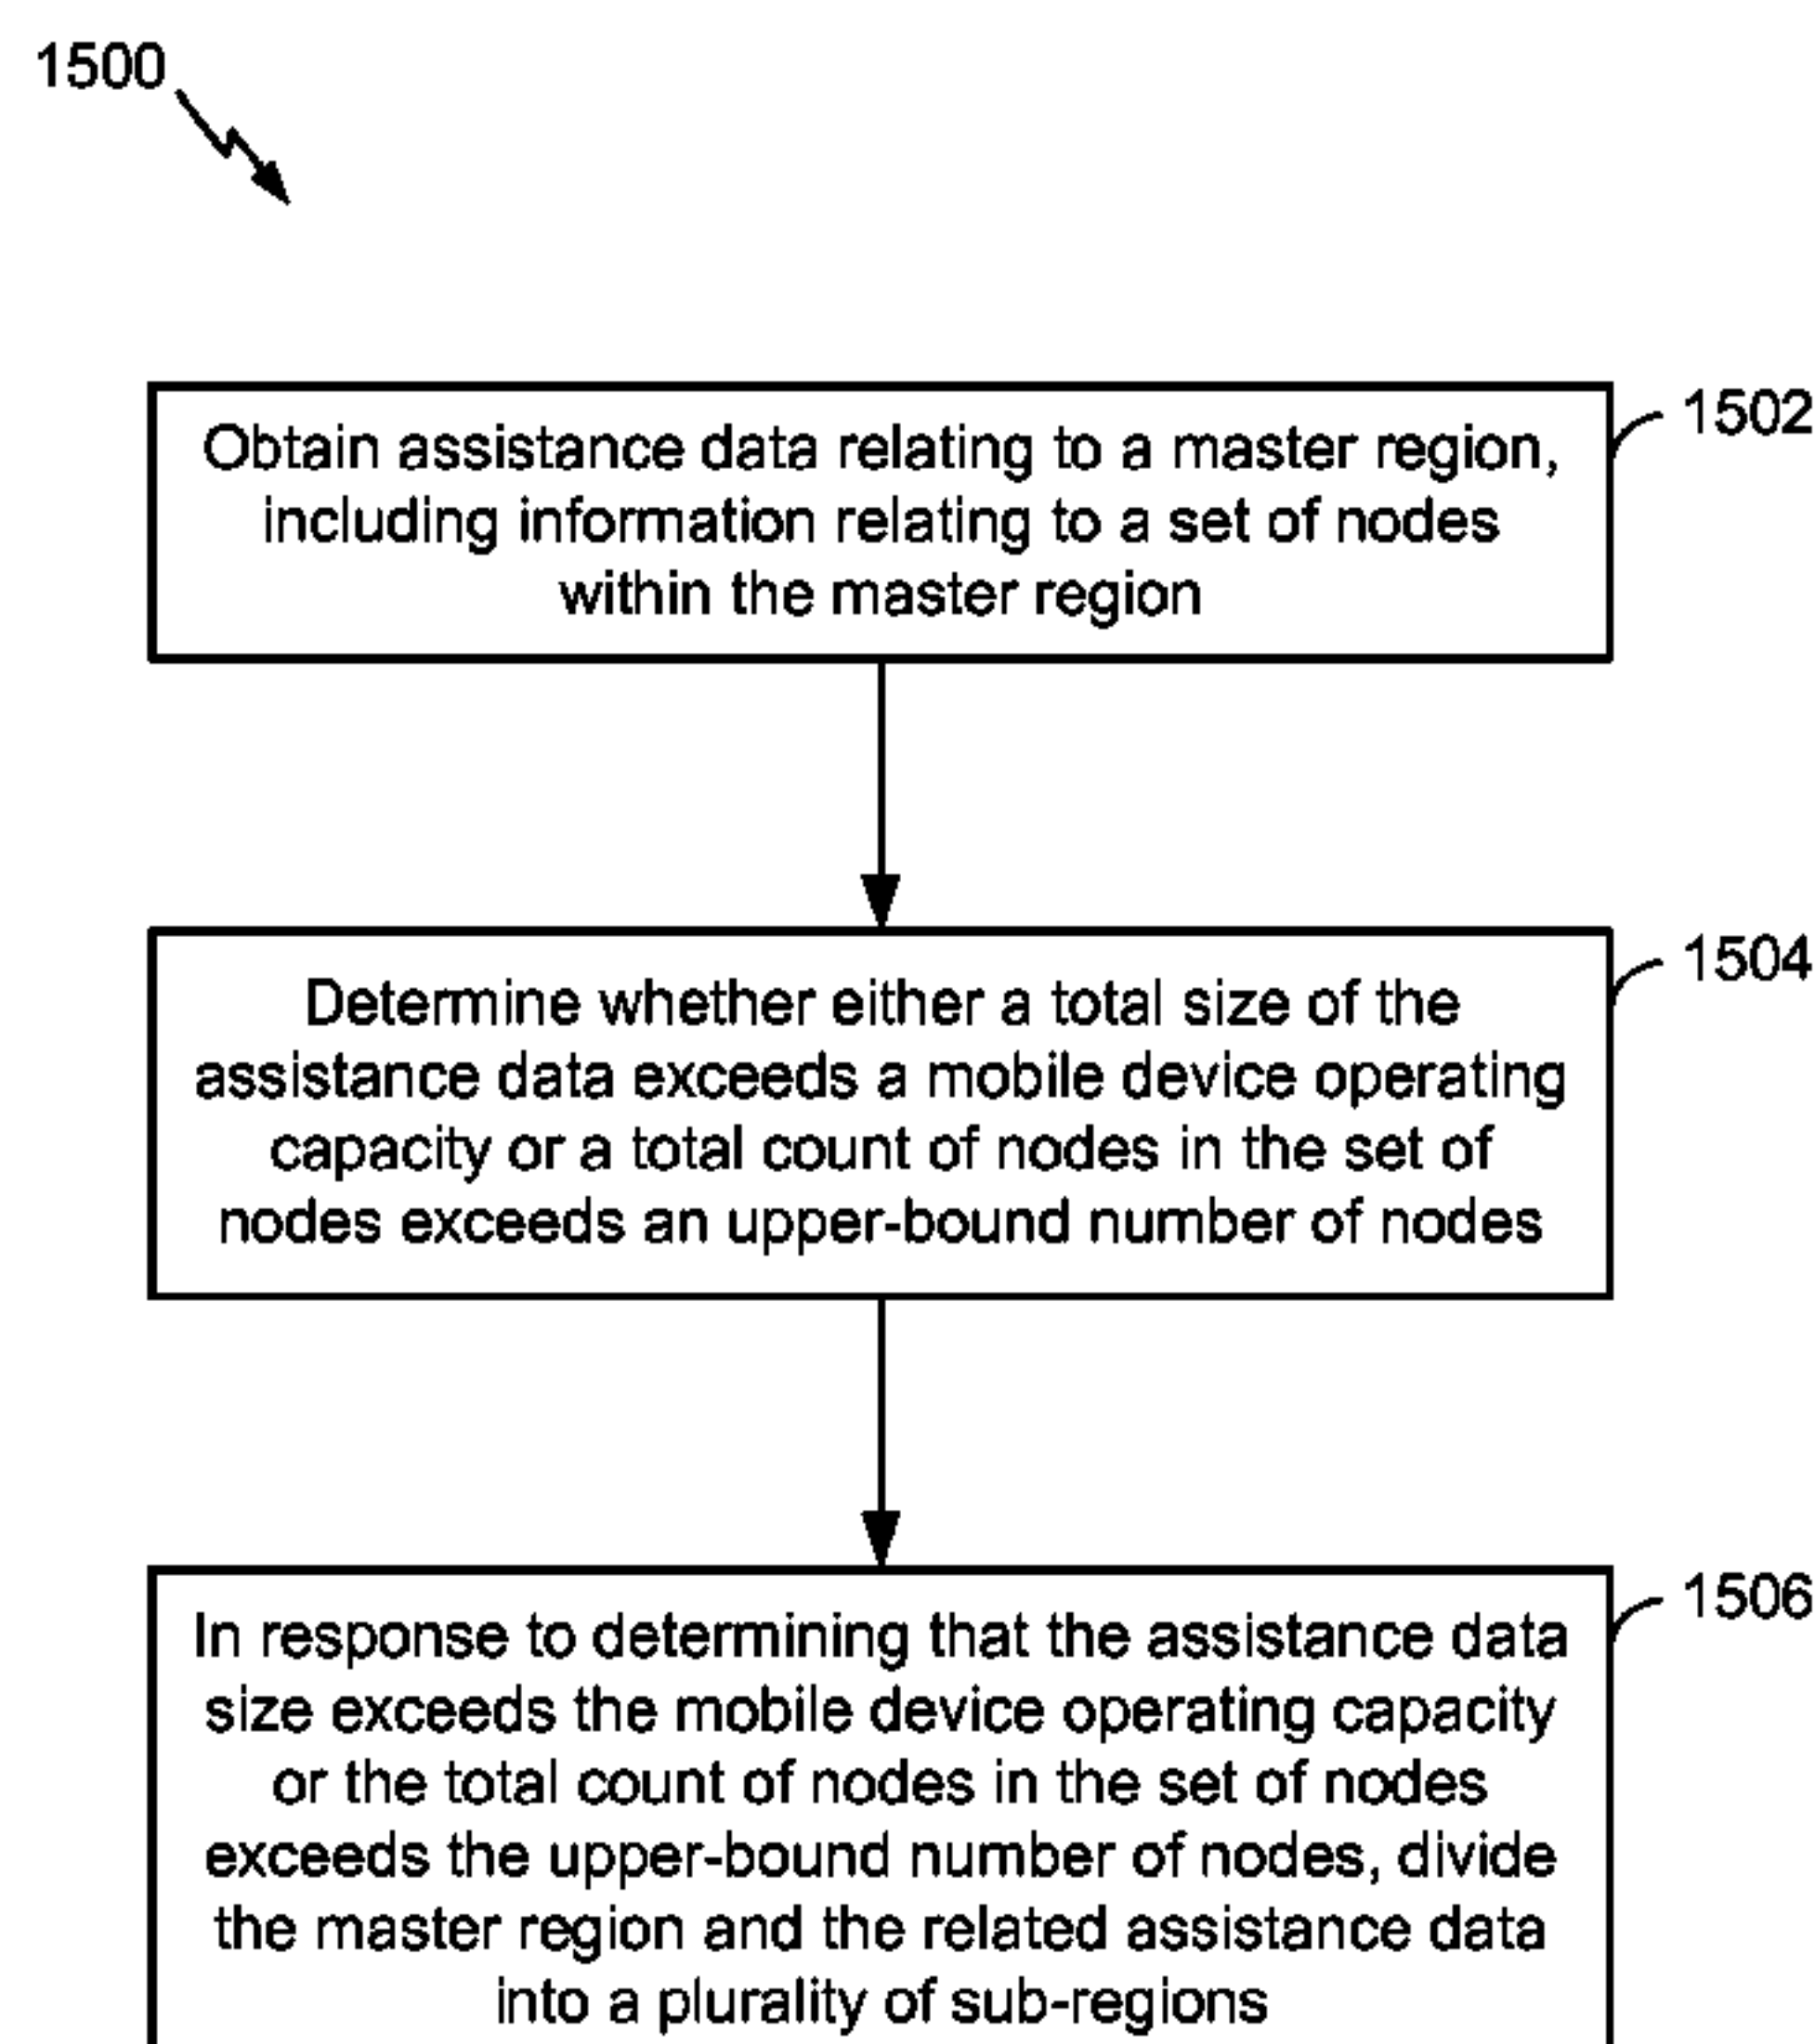 1500
Obtain assistance data relating to a master region,
including information relating to a set of nodes
within the master region
1502
Determine whether either a total size of the
assistance data exceeds a mobile device operating
capacity or a total count of nodes in the set of
nodes exceeds an upper-bound number of nodes
1504
In response to determining that the assistance data
size exceeds the mobile device operating capacity
or the total count of nodes in the set of nodes
exceeds the upper-bound number of nodes, divide
the master region and the related assistance data
into a plurality of sub-regions
1506